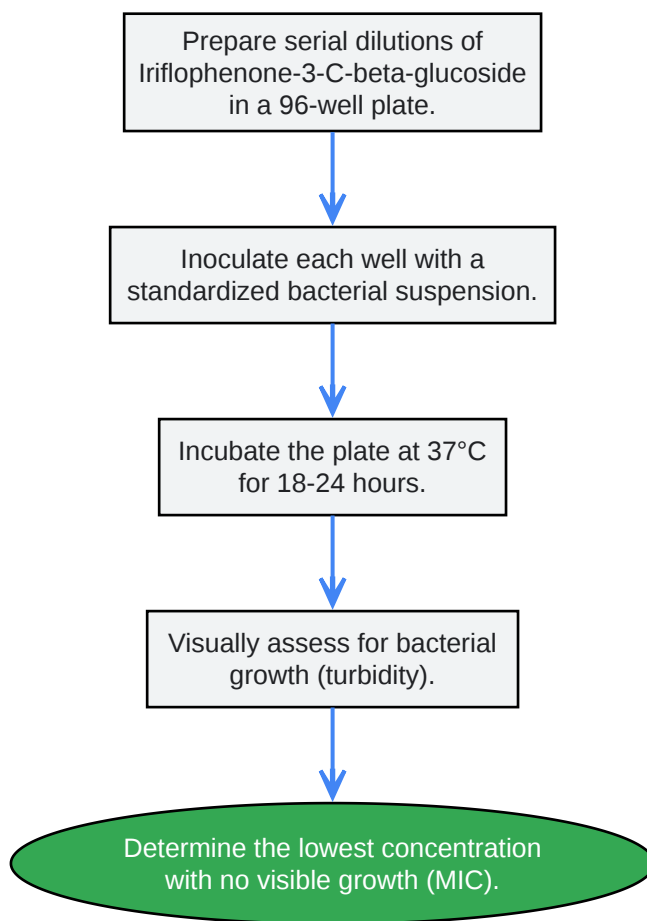 Prepare serial dilutions of
Iriflophenone-3-C-beta-glucoside
in a 96-well plate.
Inoculate each well with a
standardized bacterial suspension.
Incubate the plate at 37°C
for 18-24 hours.
Visually assess for bacterial
growth (turbidity).
Determine the lowest concentration
with no visible growth (MIC).